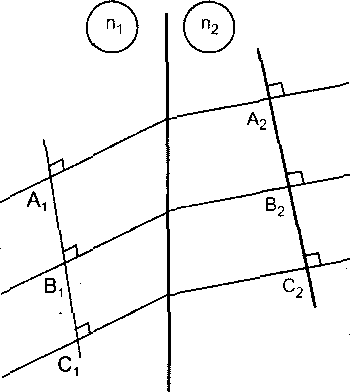 n₁ n₂
A₂
A₁
B₂
B₁
C₂
C₁